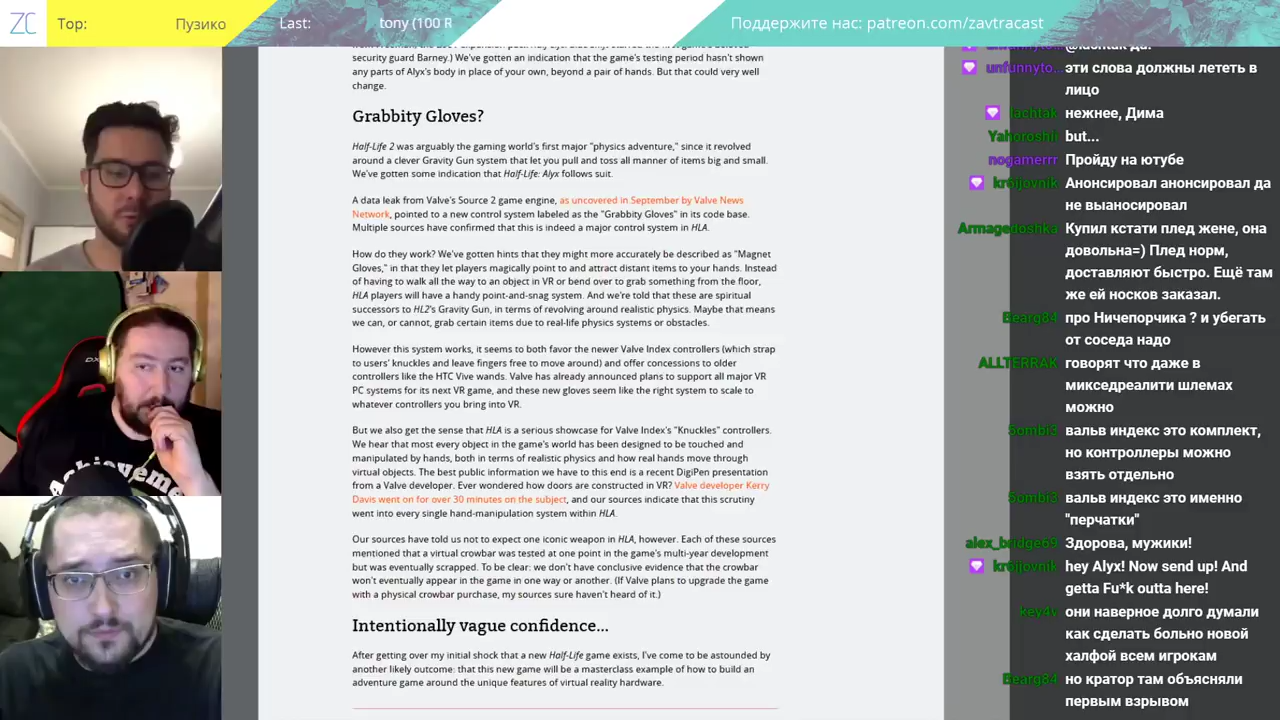 ZC
Top:
Пузико
Last:
tony (100 R
Поддержите нас: patreon.com/zavtracast
security guard Barney.) We've gotten an indication that the game's testing period hasn't shown
any parts of Alyx's body in place of your own, beyond a pair of hands. But that could very well
change.
Grabbity Gloves?
Half-Life 2 was arguably the gaming world's first major "physics adventure," since it revolved
around a clever Gravity Gun system that let you pull and toss all manner of items big and small.
We've gotten some indication that Half-Life: Alyx follows suit.
A data leak from Valve's Source 2 game engine, as uncovered in September by Valve News
Network, pointed to a new control system labeled as the "Grabbity Gloves" in its code base.
Multiple sources have confirmed that this is indeed a major control system in HLA.
How do they work? We've gotten hints that they might more accurately be described as "Magnet
Gloves," in that they let players magically point to and attract distant items to your hands. Instead
of having to walk all the way to an object in VR or bend over to grab something from the floor,
HLA players will have a handy point-and-snag system. And we're told that these are spiritual
successors to HL2's Gravity Gun, in terms of revolving around realistic physics. Maybe that means
we can, or cannot, grab certain items due to real-life physics systems or obstacles.
However this system works, it seems to both favor the newer Valve Index controllers (which strap
to users' knuckles and leave fingers free to move around) and offer concessions to older
controllers like the HTC Vive wands. Valve has already announced plans to support all major VR
PC systems for its next VR game, and these new gloves seem like the right system to scale to
whatever controllers you bring into VR.
But we also get the sense that HLA is a serious showcase for Valve Index's "Knuckles" controllers.
We hear that most every object in the game's world has been designed to be touched and
manipulated by hands, both in terms of realistic physics and how real hands move through
virtual objects. The best public information we have to this end is a recent DigiPen presentation
from a Valve developer. Ever wondered how doors are constructed in VR? Valve developer Kerry
Davis went on for over 30 minutes on the subject, and our sources indicate that this scrutiny
went into every single hand-manipulation system within HLA.
Our sources have told us not to expect one iconic weapon in HLA, however. Each of these sources
mentioned that a virtual crowbar was tested at one point in the game's multi-year development
but was eventually scrapped. To be clear: we don't have conclusive evidence that the crowbar
won't eventually appear in the game in one way or another. (If Valve plans to upgrade the game
with a physical crowbar purchase, my sources sure haven't heard of it.)
Intentionally vague confidence...
After getting over my initial shock that a new Half-Life game exists, I've come to be astounded by
another likely outcome: that this new game will be a masterclass example of how to build an
adventure game around the unique features of virtual reality hardware.
unfunnyto... эти слова должны лететь в
лицо
lachtak нежнее, Дима
Yahoroshii but...
nogamerrr Пройду на ютубе
kroijovnik Анонсировал анонсировал да
не выаносировал
Armagedoshka Купил кстати плед жене, она
довольна=) Плед норм,
доставляют быстро. Ещё там
же ей носков заказал.
Bearg84 про Ничепорчика ? и убегать
от соседа надо
ALLTERRAK говорят что даже в
микседреалити шлемах
можно
5ombi3 вальв индекс это комплект,
но контроллеры можно
взять отдельно
5ombi3 вальв индекс это именно
"перчатки"
alex_bridge69 Здорова, мужики!
kroijovnik hey Alyx! Now send up! And
getta Fu*k outta here!
key4v они наверное долго думали
как сделать больно новой
халфой всем игрокам
Bearg84 но кратор там объясняли
первым взрывом